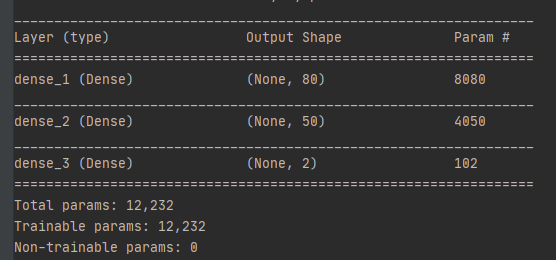 _________________________________________________________________
Layer (type)                 Output Shape              Param #
=================================================================
dense_1 (Dense)              (None, 80)                8080
_________________________________________________________________
dense_2 (Dense)              (None, 50)                4050
_________________________________________________________________
dense_3 (Dense)              (None, 2)                 102
=================================================================
Total params: 12,232
Trainable params: 12,232
Non-trainable params: 0